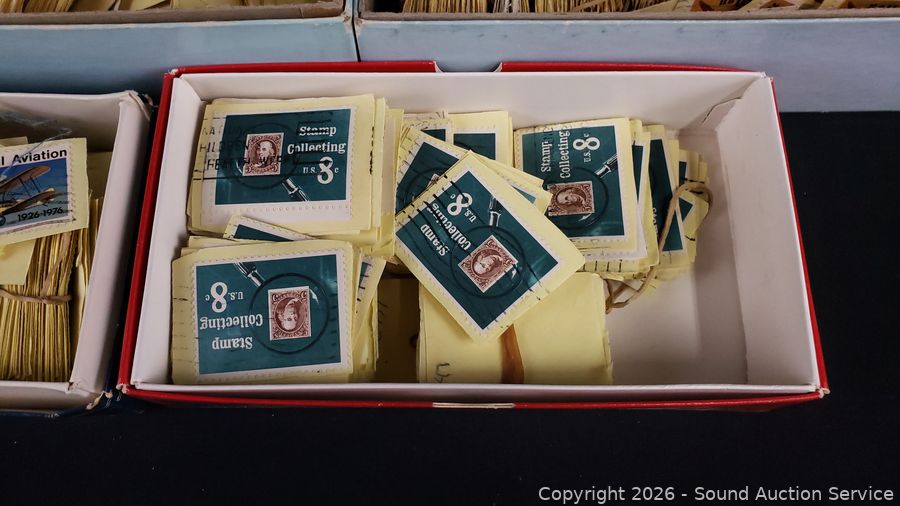 l Aviation
1926-1976
Stamp
Collecting
U.S. 8c
Stamp
Collecting
U.S. 8c
Stamp
Collecting
U.S. 8c
Stamp
Collecting
U.S. 8c
Copyright 2026 - Sound Auction Service